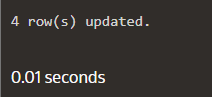 4 row(s) updated.
0.01 seconds